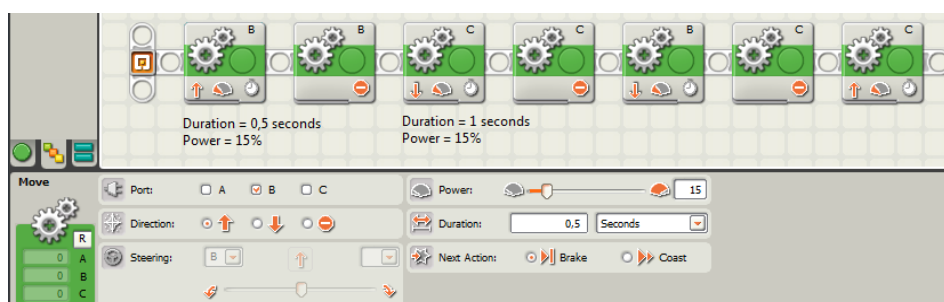 B B C C B C C
Duration = 0,5 seconds
Power = 15%
Duration = 1 seconds
Power = 15%
Move
R
0 A
0 B
0 C
Port: A B C
Power: 15
Direction:
Duration: 0,5 Seconds
Steering: B
Next Action: Brake Coast